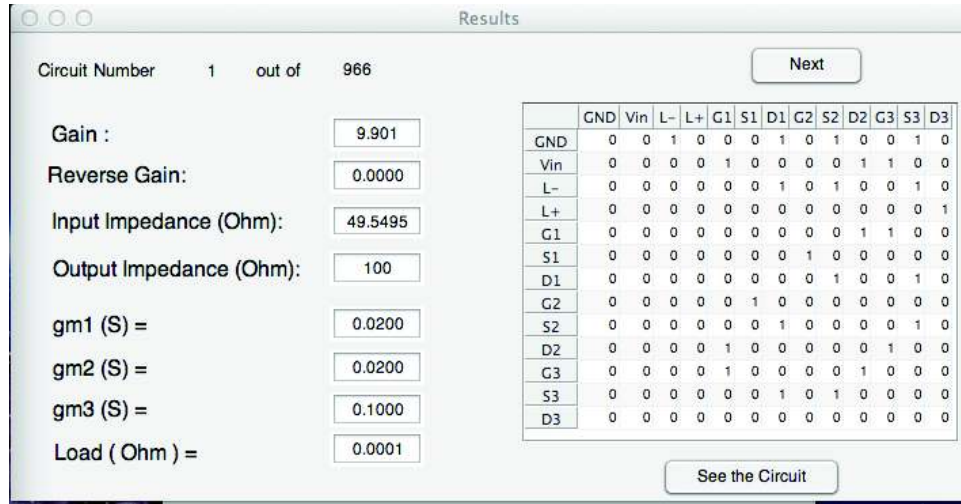 Results
Circuit Number 1 out of 966
Next
Gain : 9.901
Reverse Gain: 0.0000
Input Impedance (Ohm): 49.5495
Output Impedance (Ohm): 100
gm1 (S) = 0.0200
gm2 (S) = 0.0200
gm3 (S) = 0.1000
Load ( Ohm ) = 0.0001
GND Vin L- L+ G1 S1 D1 G2 S2 D2 G3 S3 D3
GND 0 0 1 0 0 0 1 0 1 0 0 1 0
Vin 0 0 0 0 1 0 0 0 0 1 1 0 0
L- 0 0 0 0 0 0 1 0 1 0 0 1 0
L+ 0 0 0 0 0 0 0 0 0 0 0 0 1
G1 0 0 0 0 0 0 0 0 0 1 1 0 0
S1 0 0 0 0 0 0 0 1 0 0 0 0 0
D1 0 0 0 0 0 0 0 0 1 0 0 1 0
G2 0 0 0 0 0 1 0 0 0 0 0 0 0
S2 0 0 0 0 0 0 1 0 0 0 0 1 0
D2 0 0 0 0 1 0 0 0 0 0 1 0 0
G3 0 0 0 0 1 0 0 0 0 1 0 0 0
S3 0 0 0 0 0 0 1 0 1 0 0 0 0
D3 0 0 0 0 0 0 0 0 0 0 0 0 0
See the Circuit